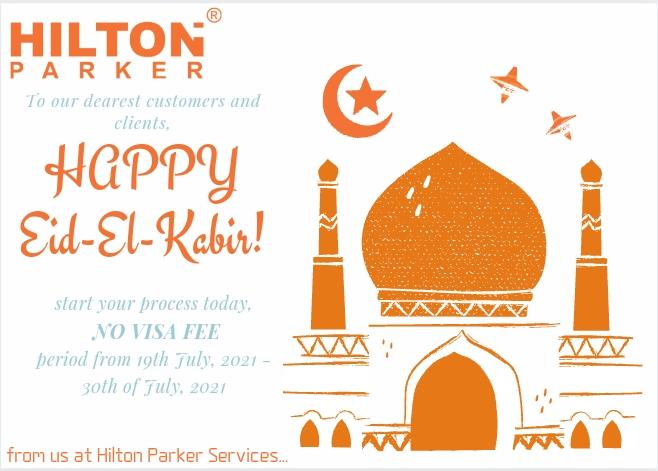 HILTON®
PARKER
To our dearest customers and
clients,
HAPPY
Eid-El-Kabir!
start your process today,
NO VISA FEE
period from 19th July, 2021 -
30th of July, 2021
from us at Hilton Parker Services...